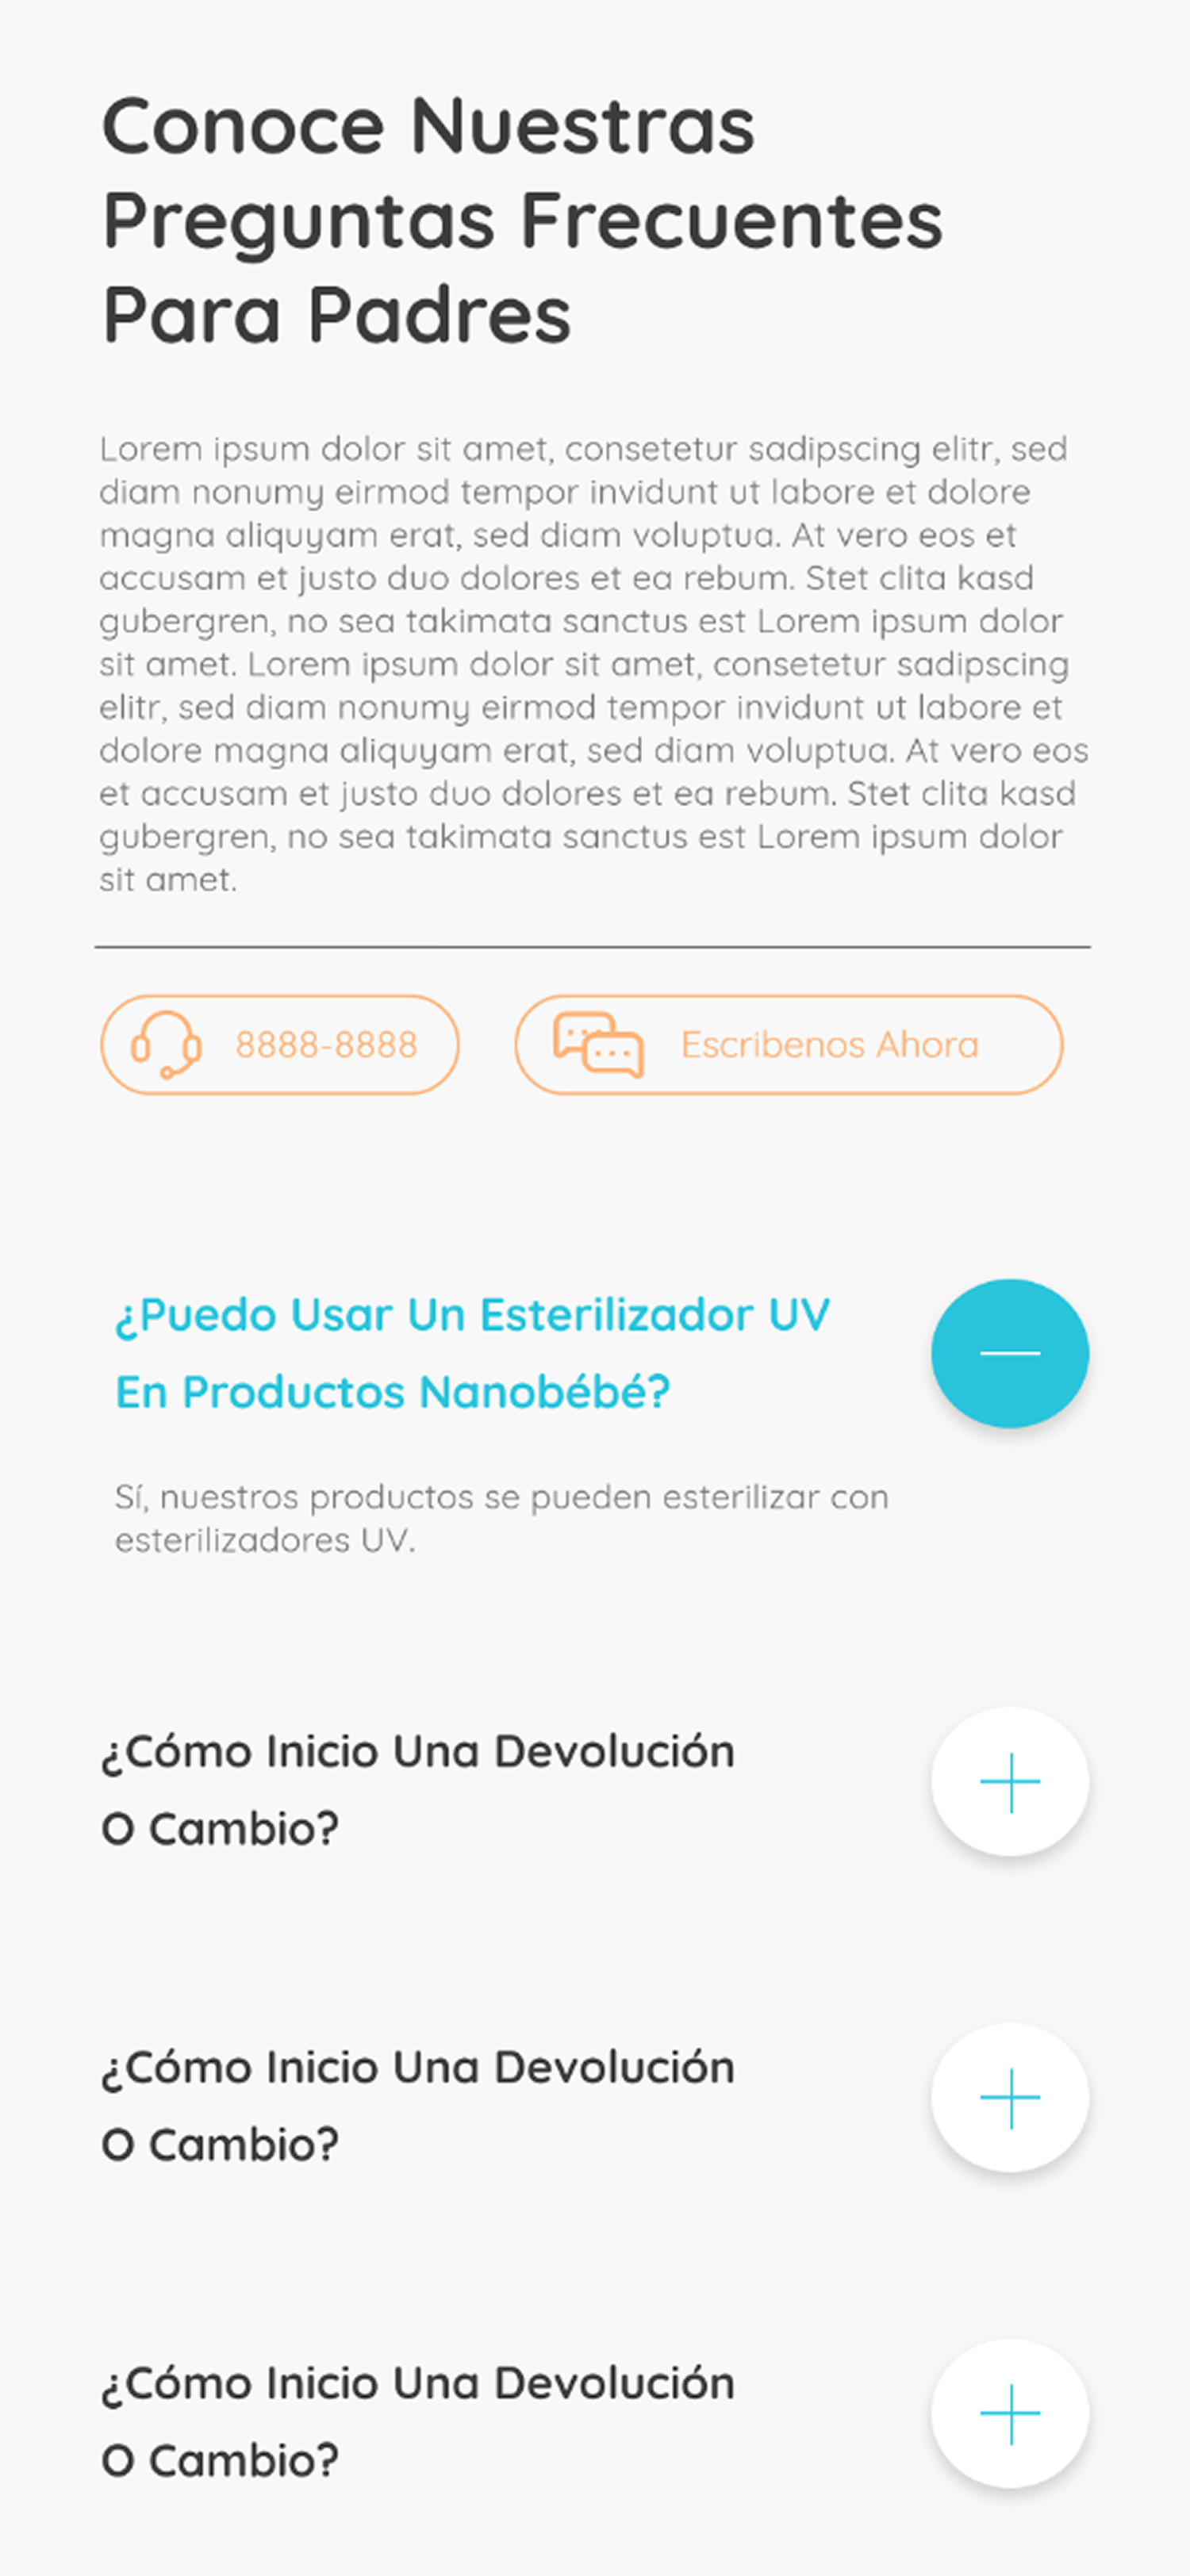 Conoce Nuestras
Preguntas Frecuentes
Para Padres
Lorem ipsum dolor sit amet, consetetur sadipscing elitr, sed
diam nonumy eirmod tempor invidunt ut labore et dolore
magna aliquyam erat, sed diam voluptua. At vero eos et
accusam et justo duo dolores et ea rebum. Stet clita kasd
gubergren, no sea takimata sanctus est Lorem ipsum dolor
sit amet. Lorem ipsum dolor sit amet, consetetur sadipscing
elitr, sed diam nonumy eirmod tempor invidunt ut labore et
dolore magna aliquyam erat, sed diam voluptua. At vero eos
et accusam et justo duo dolores et ea rebum. Stet clita kasd
gubergren, no sea takimata sanctus est Lorem ipsum dolor
sit amet.
8888-8888
Escribenos Ahora
¿Puedo Usar Un Esterilizador UV
En Productos Nanobébé?
Sí, nuestros productos se pueden esterilizar con
esterilizadores UV.
¿Cómo Inicio Una Devolución
O Cambio?
¿Cómo Inicio Una Devolución
O Cambio?
¿Cómo Inicio Una Devolución
O Cambio?